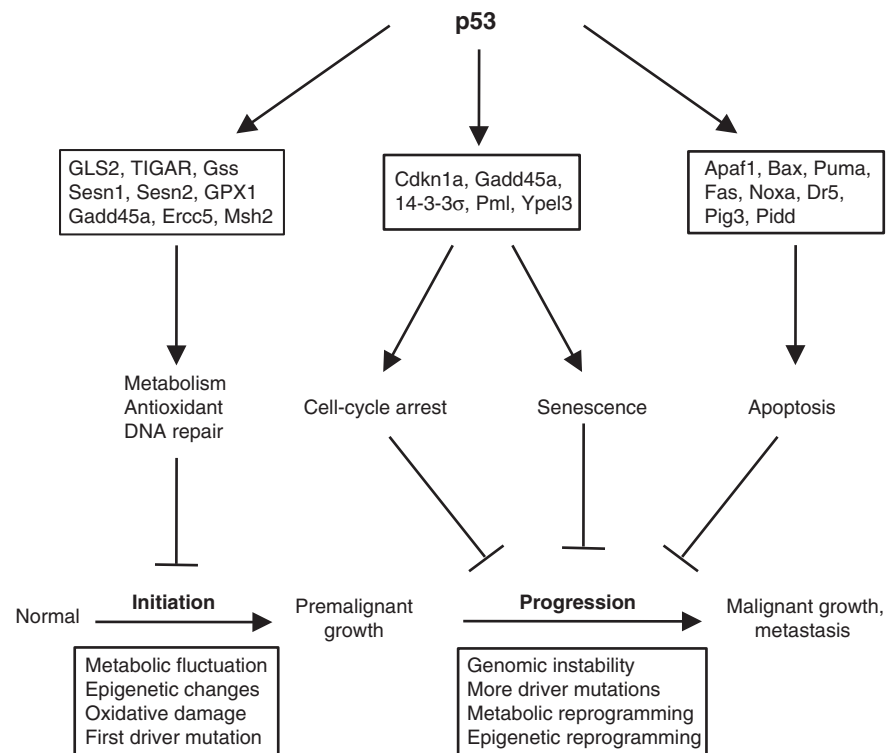 p53
GLS2, TIGAR, Gss
Sesn1, Sesn2, GPX1
Gadd45a, Ercc5, Msh2
Cdkn1a, Gadd45a,
14-3-3σ, Pml, Ypel3
Apaf1, Bax, Puma,
Fas, Noxa, Dr5,
Pig3, Pidd
Metabolism
Antioxidant
DNA repair
Cell-cycle arrest
Senescence
Apoptosis
Normal
Initiation
Premalignant
growth
Progression
Malignant growth,
metastasis
Metabolic fluctuation
Epigenetic changes
Oxidative damage
First driver mutation
Genomic instability
More driver mutations
Metabolic reprogramming
Epigenetic reprogramming